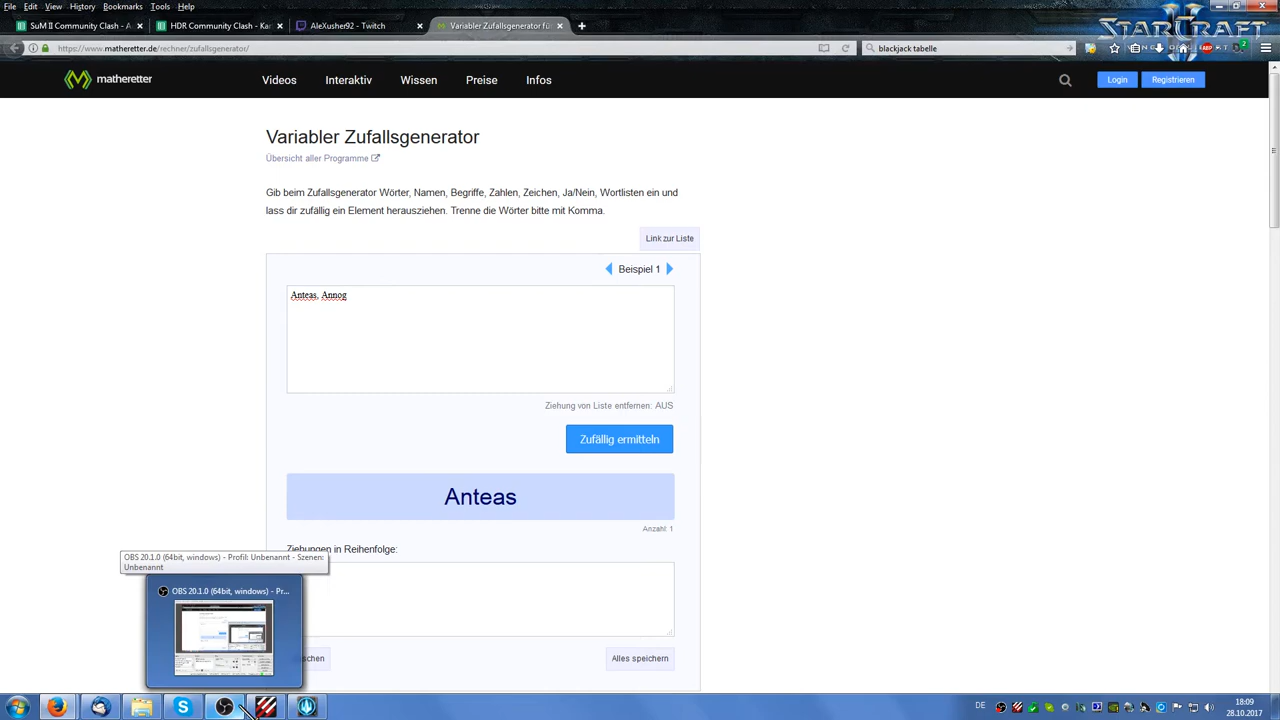 File Edit View History Bookmarks Tools Help
SuM II Community Clash - A... × HDR Community Clash - Kar... × AleXusher92 - Twitch × Variabler Zufallsgenerator fü... ×
https://www.matheretter.de/rechner/zufallsgenerator/ blackjack tabelle
STARCRAFT
matheretter Videos Interaktiv Wissen Preise Infos Login Registrieren
Variabler Zufallsgenerator
Übersicht aller Programme
Gib beim Zufallsgenerator Wörter, Namen, Begriffe, Zahlen, Zeichen, Ja/Nein, Wortlisten ein und
lass dir zufällig ein Element herausziehen. Trenne die Wörter bitte mit Komma.
Link zur Liste
Beispiel 1
Anteas, Annog
Ziehung von Liste entfernen: AUS
Zufällig ermitteln
Anteas
Anzahl: 1
Ziehungen in Reihenfolge:
OBS 20.1.0 (64bit, windows) - Profil: Unbenannt - Szenen:
Unbenannt
OBS 20.1.0 (64bit, windows) - Pr...
Alles speichern
DE 18:09
28.10.2017